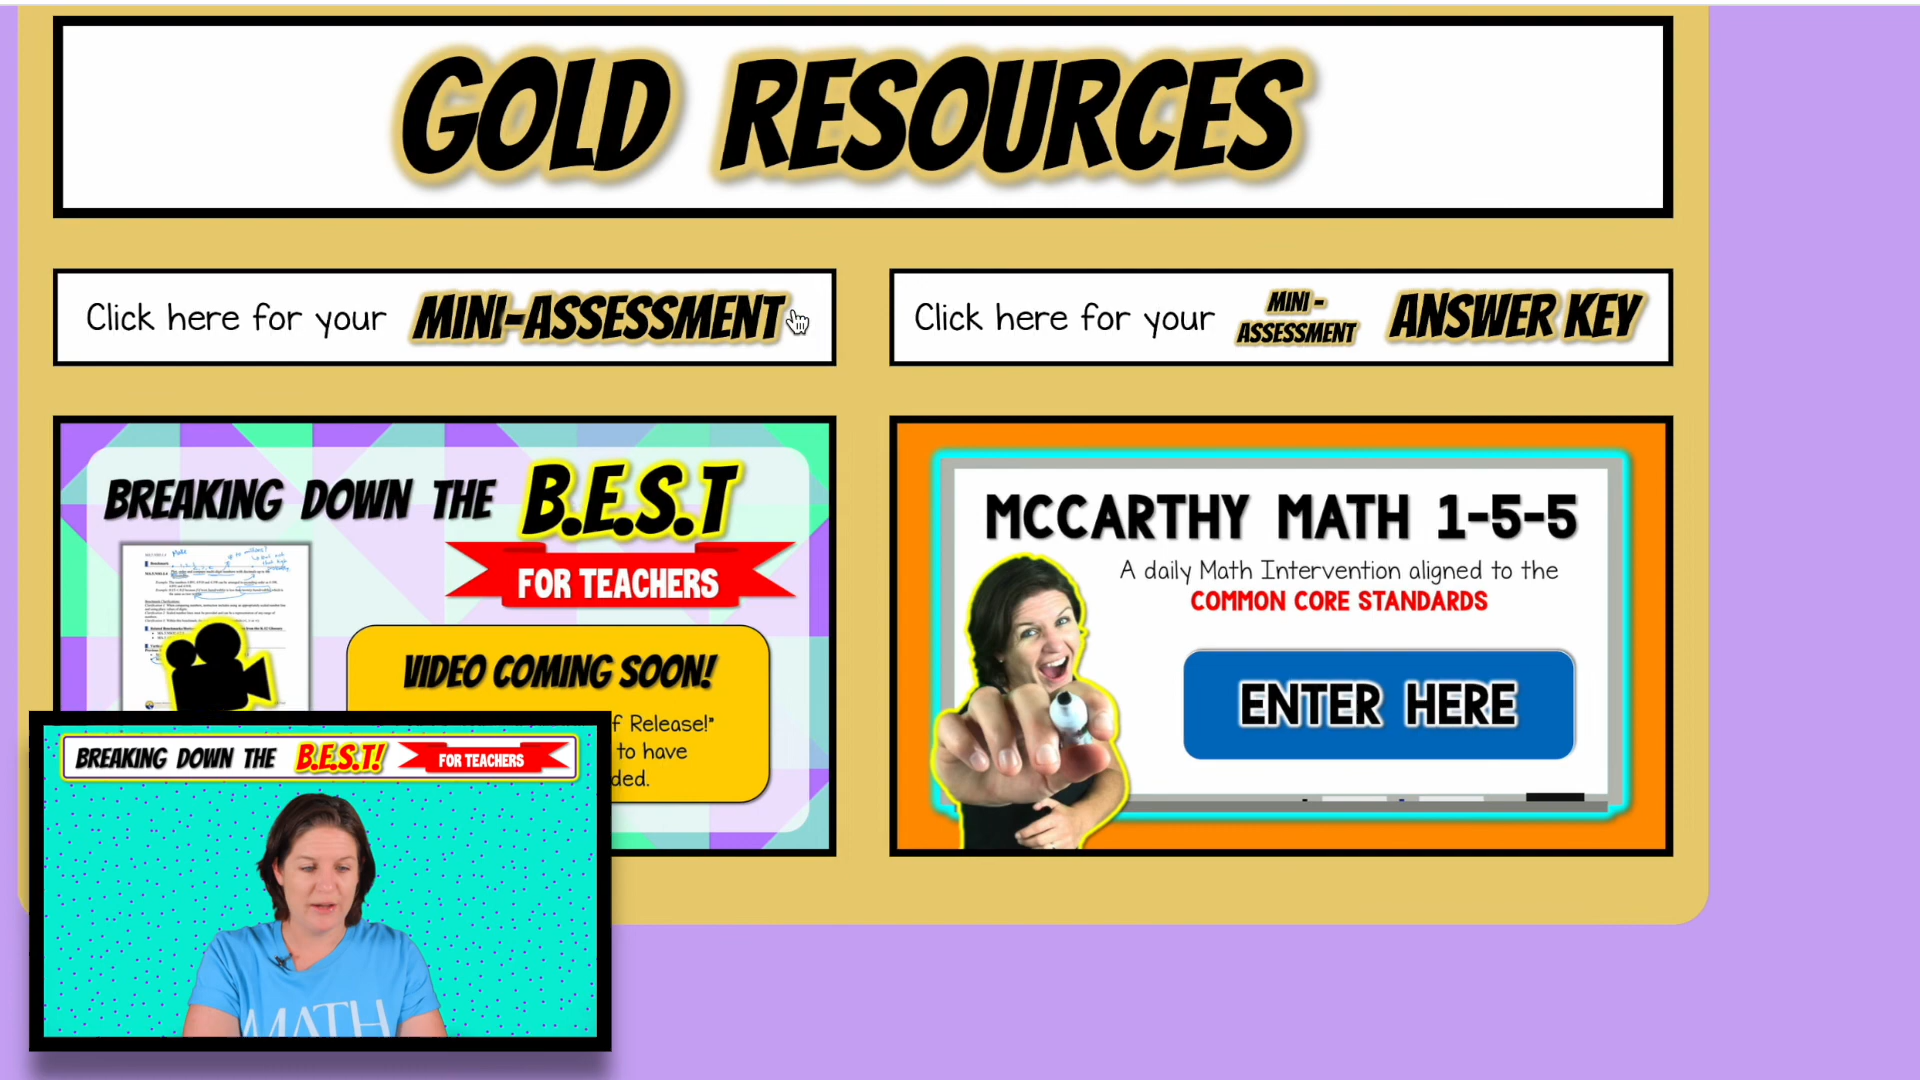 GOLD RESOURCES
Click here for your MINI-ASSESSMENT
Click here for your MINI - ASSESSMENT ANSWER KEY
BREAKING DOWN THE B.E.S.T
FOR TEACHERS
VIDEO COMING SOON!
f Release!"
to have
ded.
MCCARTHY MATH 1-5-5
A daily Math Intervention aligned to the
COMMON CORE STANDARDS
ENTER HERE
BREAKING DOWN THE B.E.S.T! FOR TEACHERS
MATH